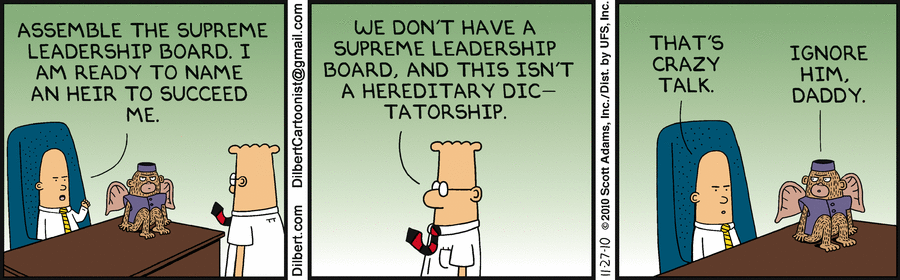 ASSEMBLE THE SUPREME
LEADERSHIP BOARD. I
AM READY TO NAME
AN HEIR TO SUCCEED
ME.
Dilbert.com DilbertCartoonist@gmail.com
WE DON'T HAVE A
SUPREME LEADERSHIP
BOARD, AND THIS ISN'T
A HEREDITARY DIC-
TATORSHIP.
11-27-10 ©2010 Scott Adams, Inc./Dist. by UFS, Inc.
THAT'S
CRAZY
TALK.
IGNORE
HIM,
DADDY.